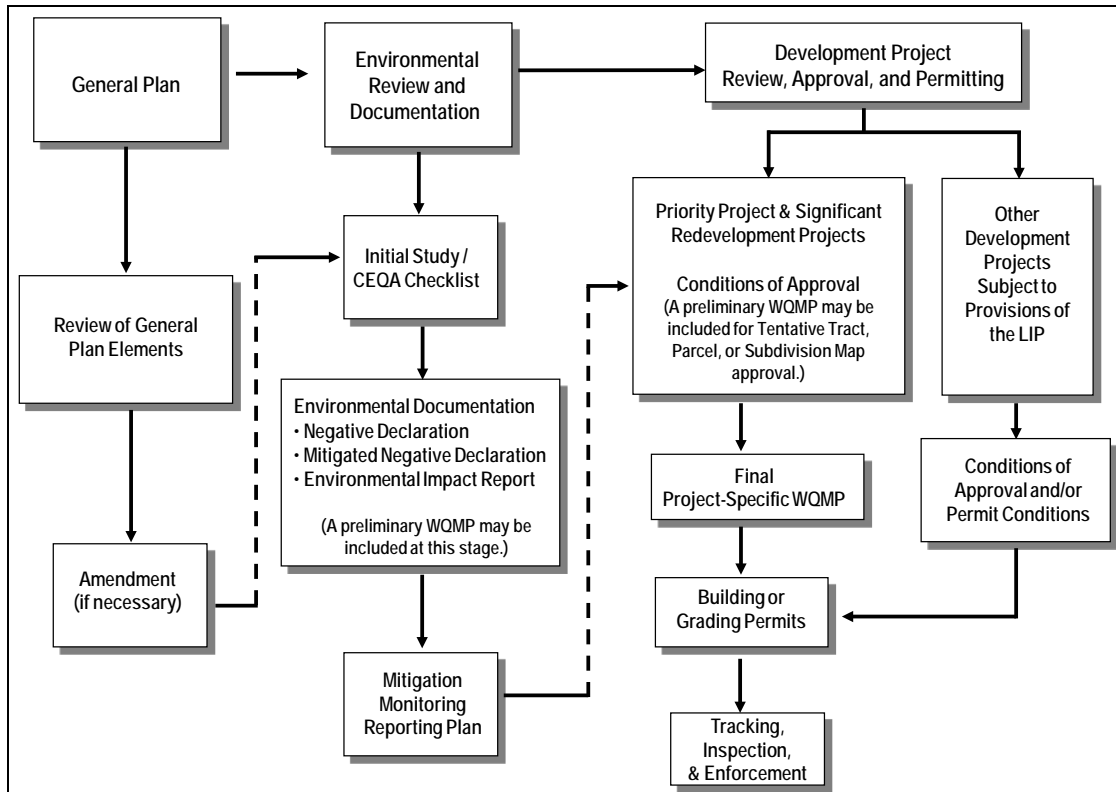 General Plan
Environmental
Review and
Documentation
Development Project
Review, Approval, and Permitting
Review of General
Plan Elements
Amendment
(if necessary)
Initial Study /
CEQA Checklist
Environmental Documentation
• Negative Declaration
• Mitigated Negative Declaration
• Environmental Impact Report
(A preliminary WQMP may be
included at this stage.)
Mitigation
Monitoring
Reporting Plan
Priority Project & Significant
Redevelopment Projects
Conditions of Approval
(A preliminary WQMP may be
included for Tentative Tract,
Parcel, or Subdivision Map
approval.)
Final
Project-Specific WQMP
Building or
Grading Permits
Tracking,
Inspection,
& Enforcement
Other
Development
Projects
Subject to
Provisions of
the LIP
Conditions of
Approval and/or
Permit Conditions